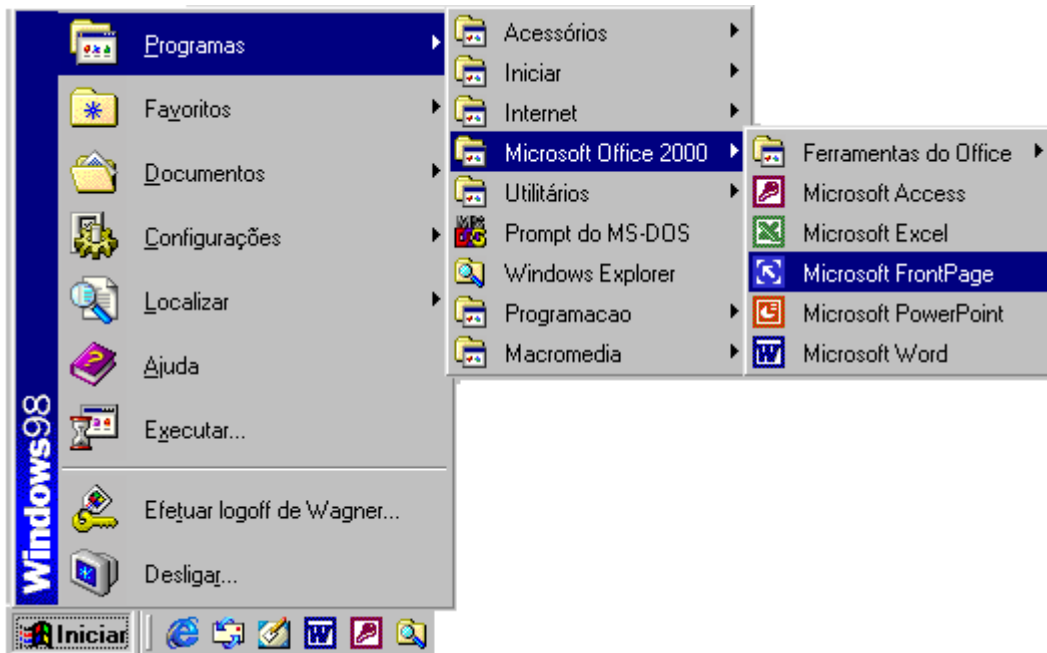 Programas
Favoritos
Documentos
Configurações
Localizar
Ajuda
Executar...
Efetuar logoff de Wagner...
Desligar...
Windows98
Iniciar
Acessórios
Iniciar
Internet
Microsoft Office 2000
Utilitários
Prompt do MS-DOS
Windows Explorer
Programacao
Macromedia
Ferramentas do Office
Microsoft Access
Microsoft Excel
Microsoft FrontPage
Microsoft PowerPoint
Microsoft Word